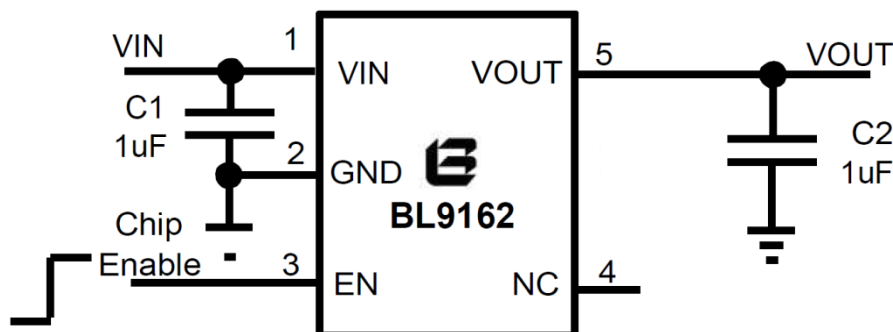 VIN
1
VIN
VOUT
5
VOUT
C1
1uF
2
GND
C2
1uF
BL9162
Chip
Enable
3
EN
NC
4